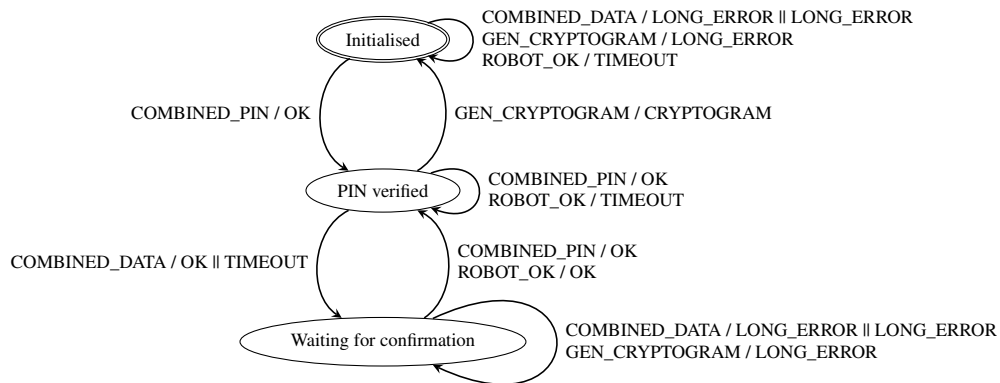 Initialised
COMBINED_DATA / LONG_ERROR || LONG_ERROR
GEN_CRYPTOGRAM / LONG_ERROR
ROBOT_OK / TIMEOUT
COMBINED_PIN / OK
GEN_CRYPTOGRAM / CRYPTOGRAM
PIN verified
COMBINED_PIN / OK
ROBOT_OK / TIMEOUT
COMBINED_DATA / OK || TIMEOUT
COMBINED_PIN / OK
ROBOT_OK / OK
Waiting for confirmation
COMBINED_DATA / LONG_ERROR || LONG_ERROR
GEN_CRYPTOGRAM / LONG_ERROR